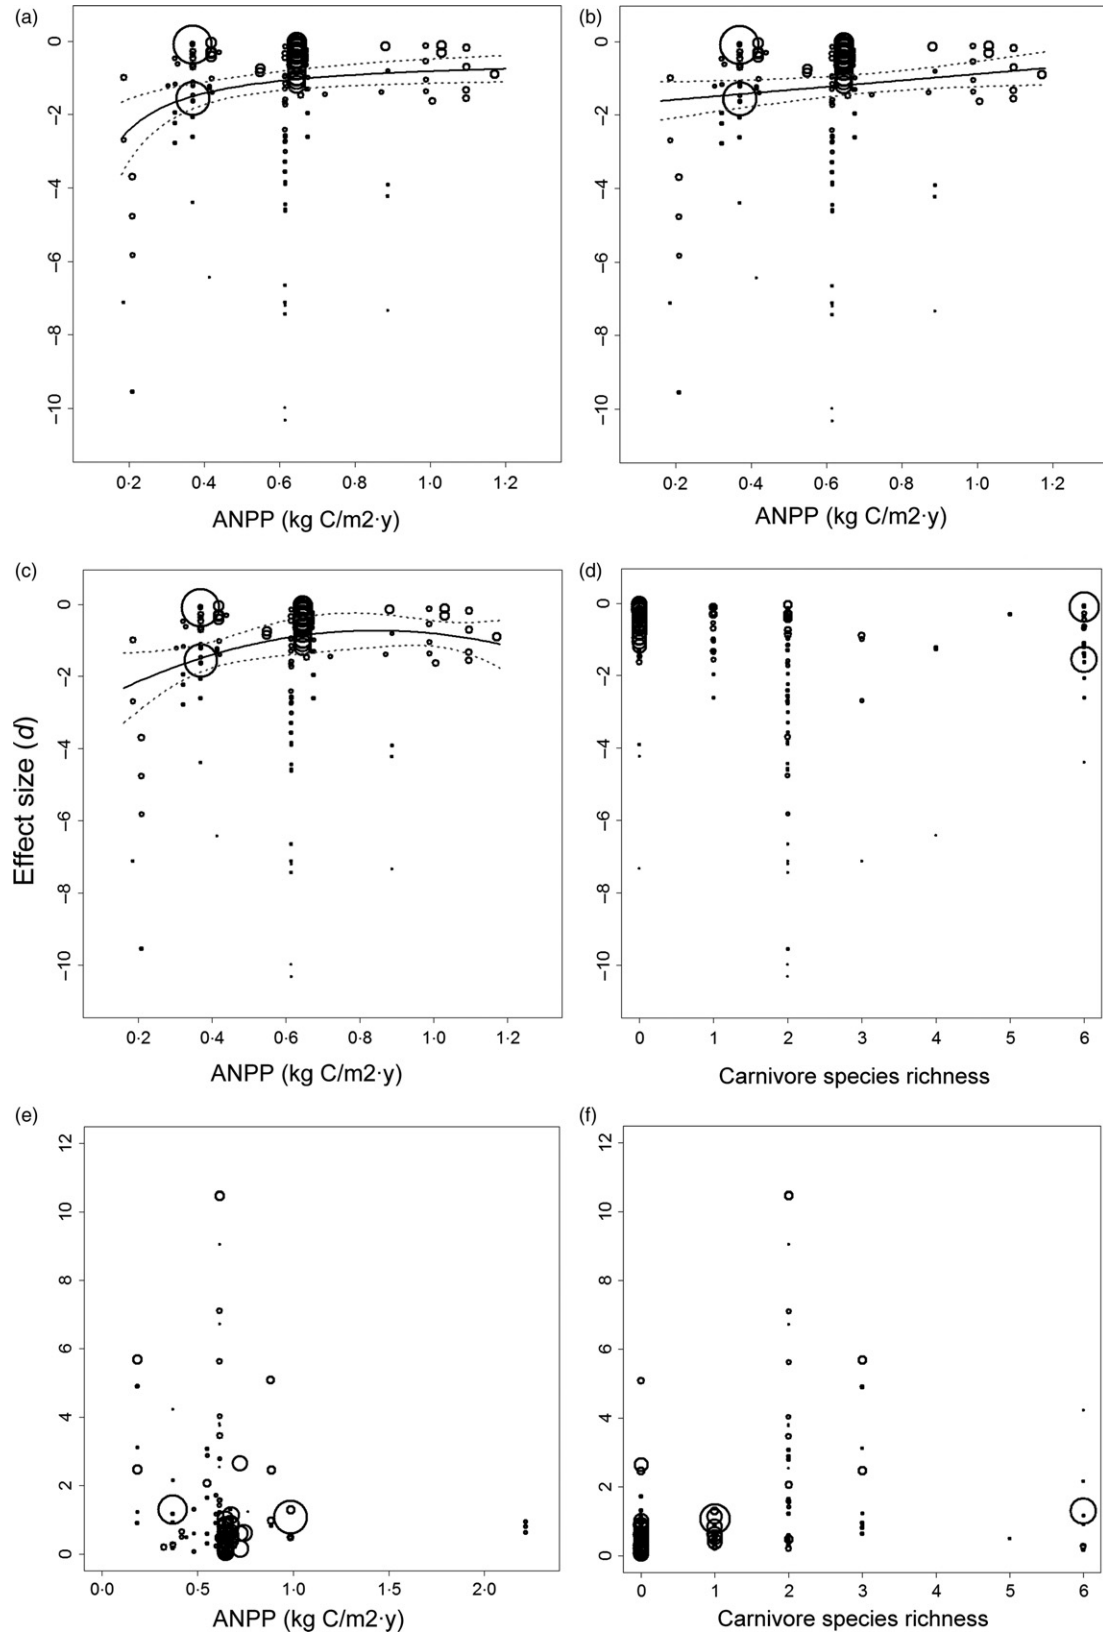 (a)
0
−2
−4
−6
−8
−10
0·2 0·4 0·6 0·8 1·0 1·2
ANPP (kg C/m2·y)
(b)
0
−2
−4
−6
−8
−10
0·2 0·4 0·6 0·8 1·0 1·2
ANPP (kg C/m2·y)
Effect size (d)
(c)
0
−2
−4
−6
−8
−10
0·2 0·4 0·6 0·8 1·0 1·2
ANPP (kg C/m2·y)
(d)
0
−2
−4
−6
−8
−10
0 1 2 3 4 5 6
Carnivore species richness
(e)
12
10
8
6
4
2
0
0·0 0·5 1·0 1·5 2·0
ANPP (kg C/m2·y)
(f)
12
10
8
6
4
2
0
0 1 2 3 4 5 6
Carnivore species richness